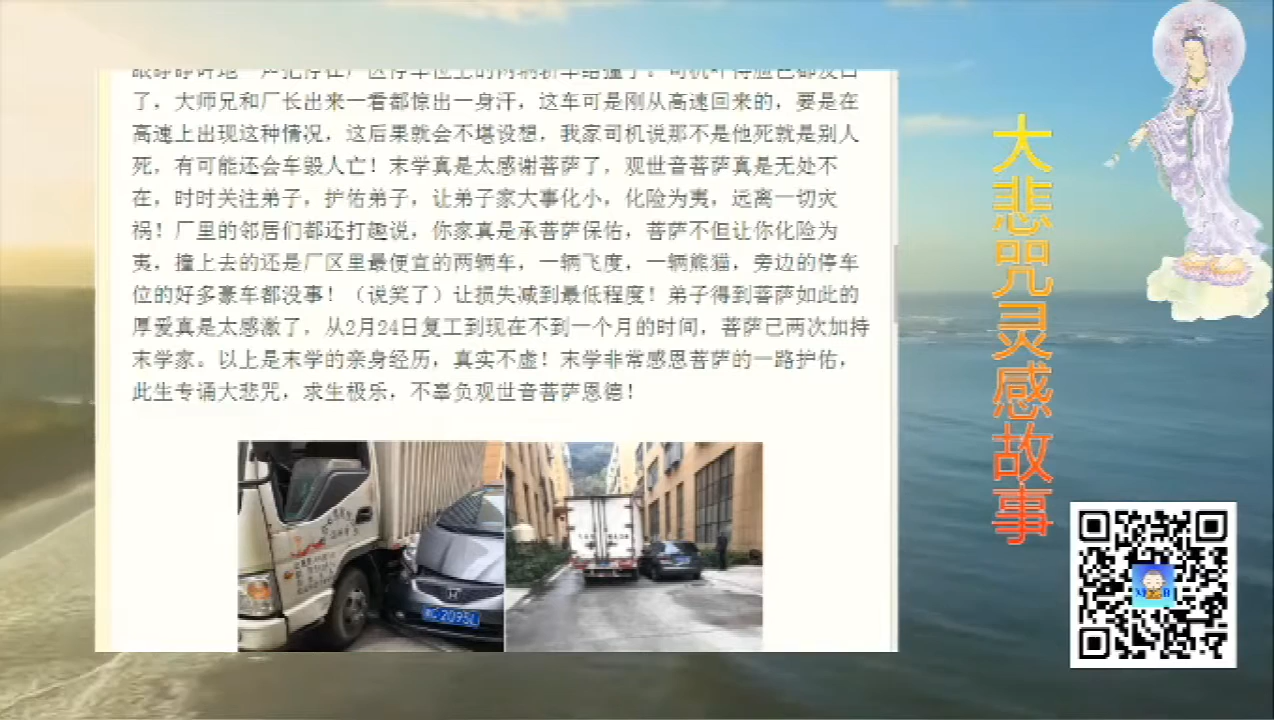 了，大师兄和厂长出来一看都惊出一身汗，这车可是刚从高速回来的，要是在
高速上出现这种情况，这后果就会不堪设想，我家司机说那不是他死就是别人
死，有可能还会车毁人亡！末学真是太感谢菩萨了，观世音菩萨真是无处不
在，时时关注弟子，护佑弟子，让弟子家大事化小，化险为夷，远离一切灾
祸！厂里的邻居们都还打趣说，你家真是承菩萨保佑，菩萨不但让你化险为
夷，撞上去的还是厂区里最便宜的两辆车，一辆飞度，一辆熊猫，旁边的停车
位的好多豪车都没事！（说笑了）让损失减到最低程度！弟子得到菩萨如此的
厚爱真是太感激了，从2月24日复工到现在不到一个月的时间，菩萨已两次加持
末学家。以上是末学的亲身经历，真实不虚！末学非常感恩菩萨的一路护佑，
此生专诵大悲咒，求生极乐，不辜负观世音菩萨恩德！
大悲咒灵感故事